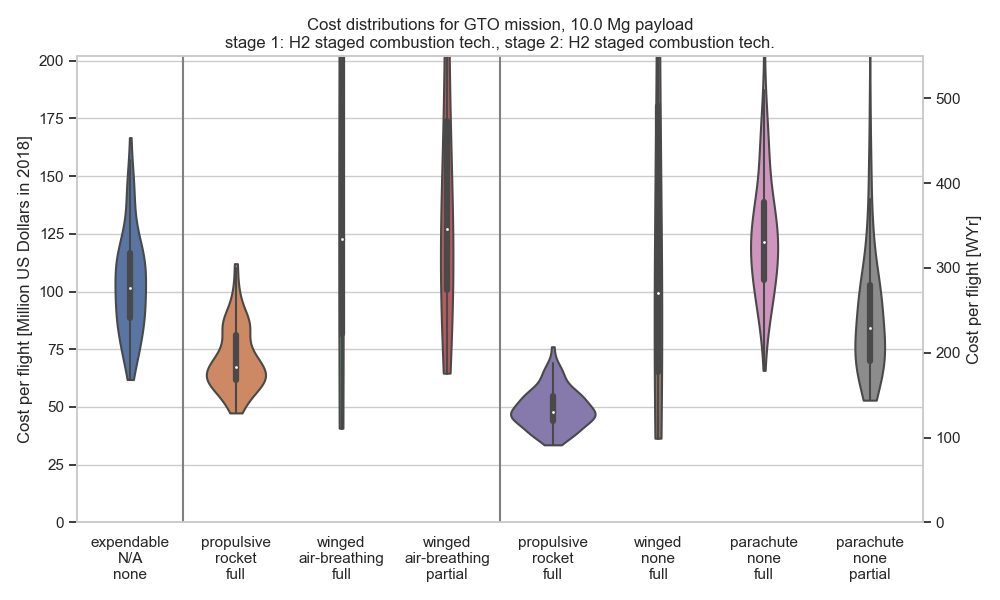 Cost distributions for GTO mission, 10.0 Mg payload
stage 1: H2 staged combustion tech., stage 2: H2 staged combustion tech.
Cost per flight [Million US Dollars in 2018]
200
175
150
125
100
75
50
25
0
500
400
300
200
100
0
Cost per flight [WYr]
expendable
N/A
none
propulsive
rocket
full
winged
air-breathing
full
winged
air-breathing
partial
propulsive
rocket
full
winged
none
full
parachute
none
full
parachute
none
partial